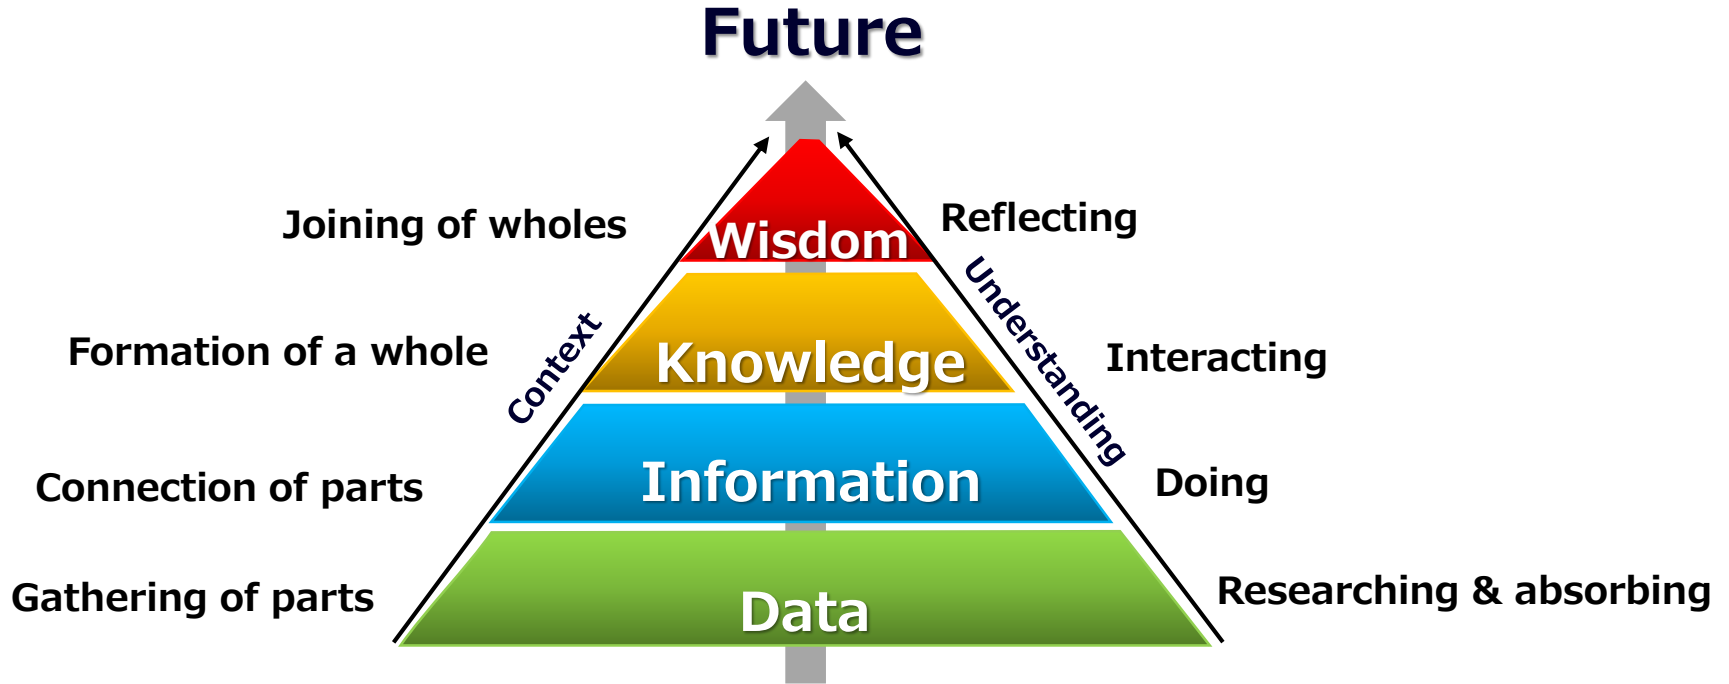 Future
Joining of wholes
Wisdom
Reflecting
Context
Understanding
Formation of a whole
Knowledge
Interacting
Connection of parts
Information
Doing
Gathering of parts
Data
Researching & absorbing